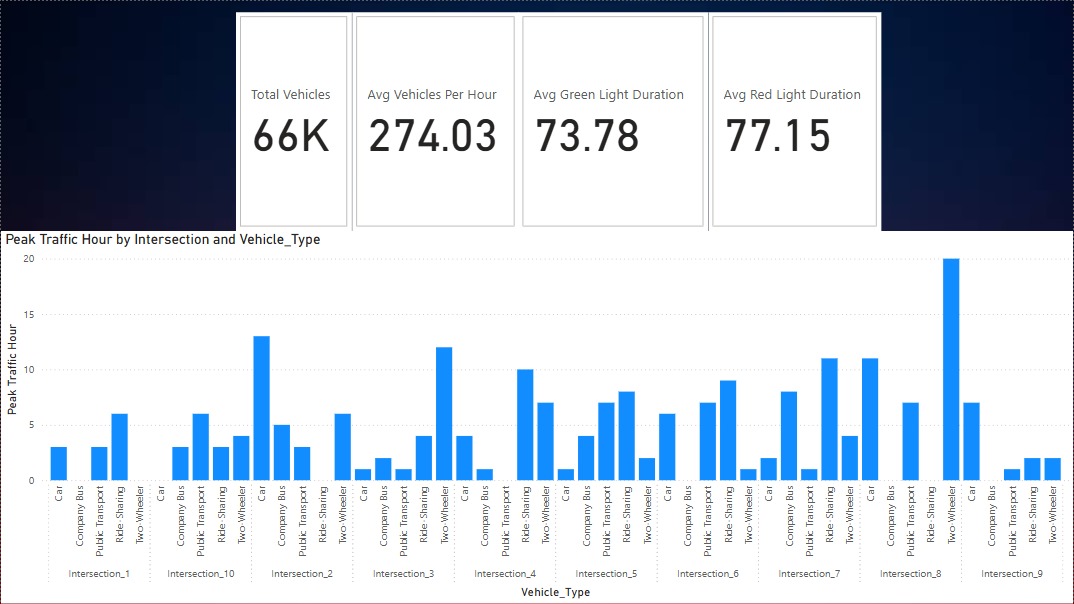 Total Vehicles
66K
Avg Vehicles Per Hour
274.03
Avg Green Light Duration
73.78
Avg Red Light Duration
77.15
Peak Traffic Hour by Intersection and Vehicle_Type
Peak Traffic Hour
20
15
10
5
0
Car
Company Bus
Public Transport
Ride-Sharing
Two-Wheeler
Intersection_1
Car
Company Bus
Public Transport
Ride-Sharing
Two-Wheeler
Intersection_10
Car
Company Bus
Public Transport
Ride-Sharing
Two-Wheeler
Intersection_2
Car
Company Bus
Public Transport
Ride-Sharing
Two-Wheeler
Intersection_3
Car
Company Bus
Public Transport
Ride-Sharing
Two-Wheeler
Intersection_4
Car
Company Bus
Public Transport
Ride-Sharing
Two-Wheeler
Intersection_5
Car
Company Bus
Public Transport
Ride-Sharing
Two-Wheeler
Intersection_6
Car
Company Bus
Public Transport
Ride-Sharing
Two-Wheeler
Intersection_7
Car
Company Bus
Public Transport
Ride-Sharing
Two-Wheeler
Intersection_8
Car
Company Bus
Public Transport
Ride-Sharing
Two-Wheeler
Intersection_9
Vehicle_Type